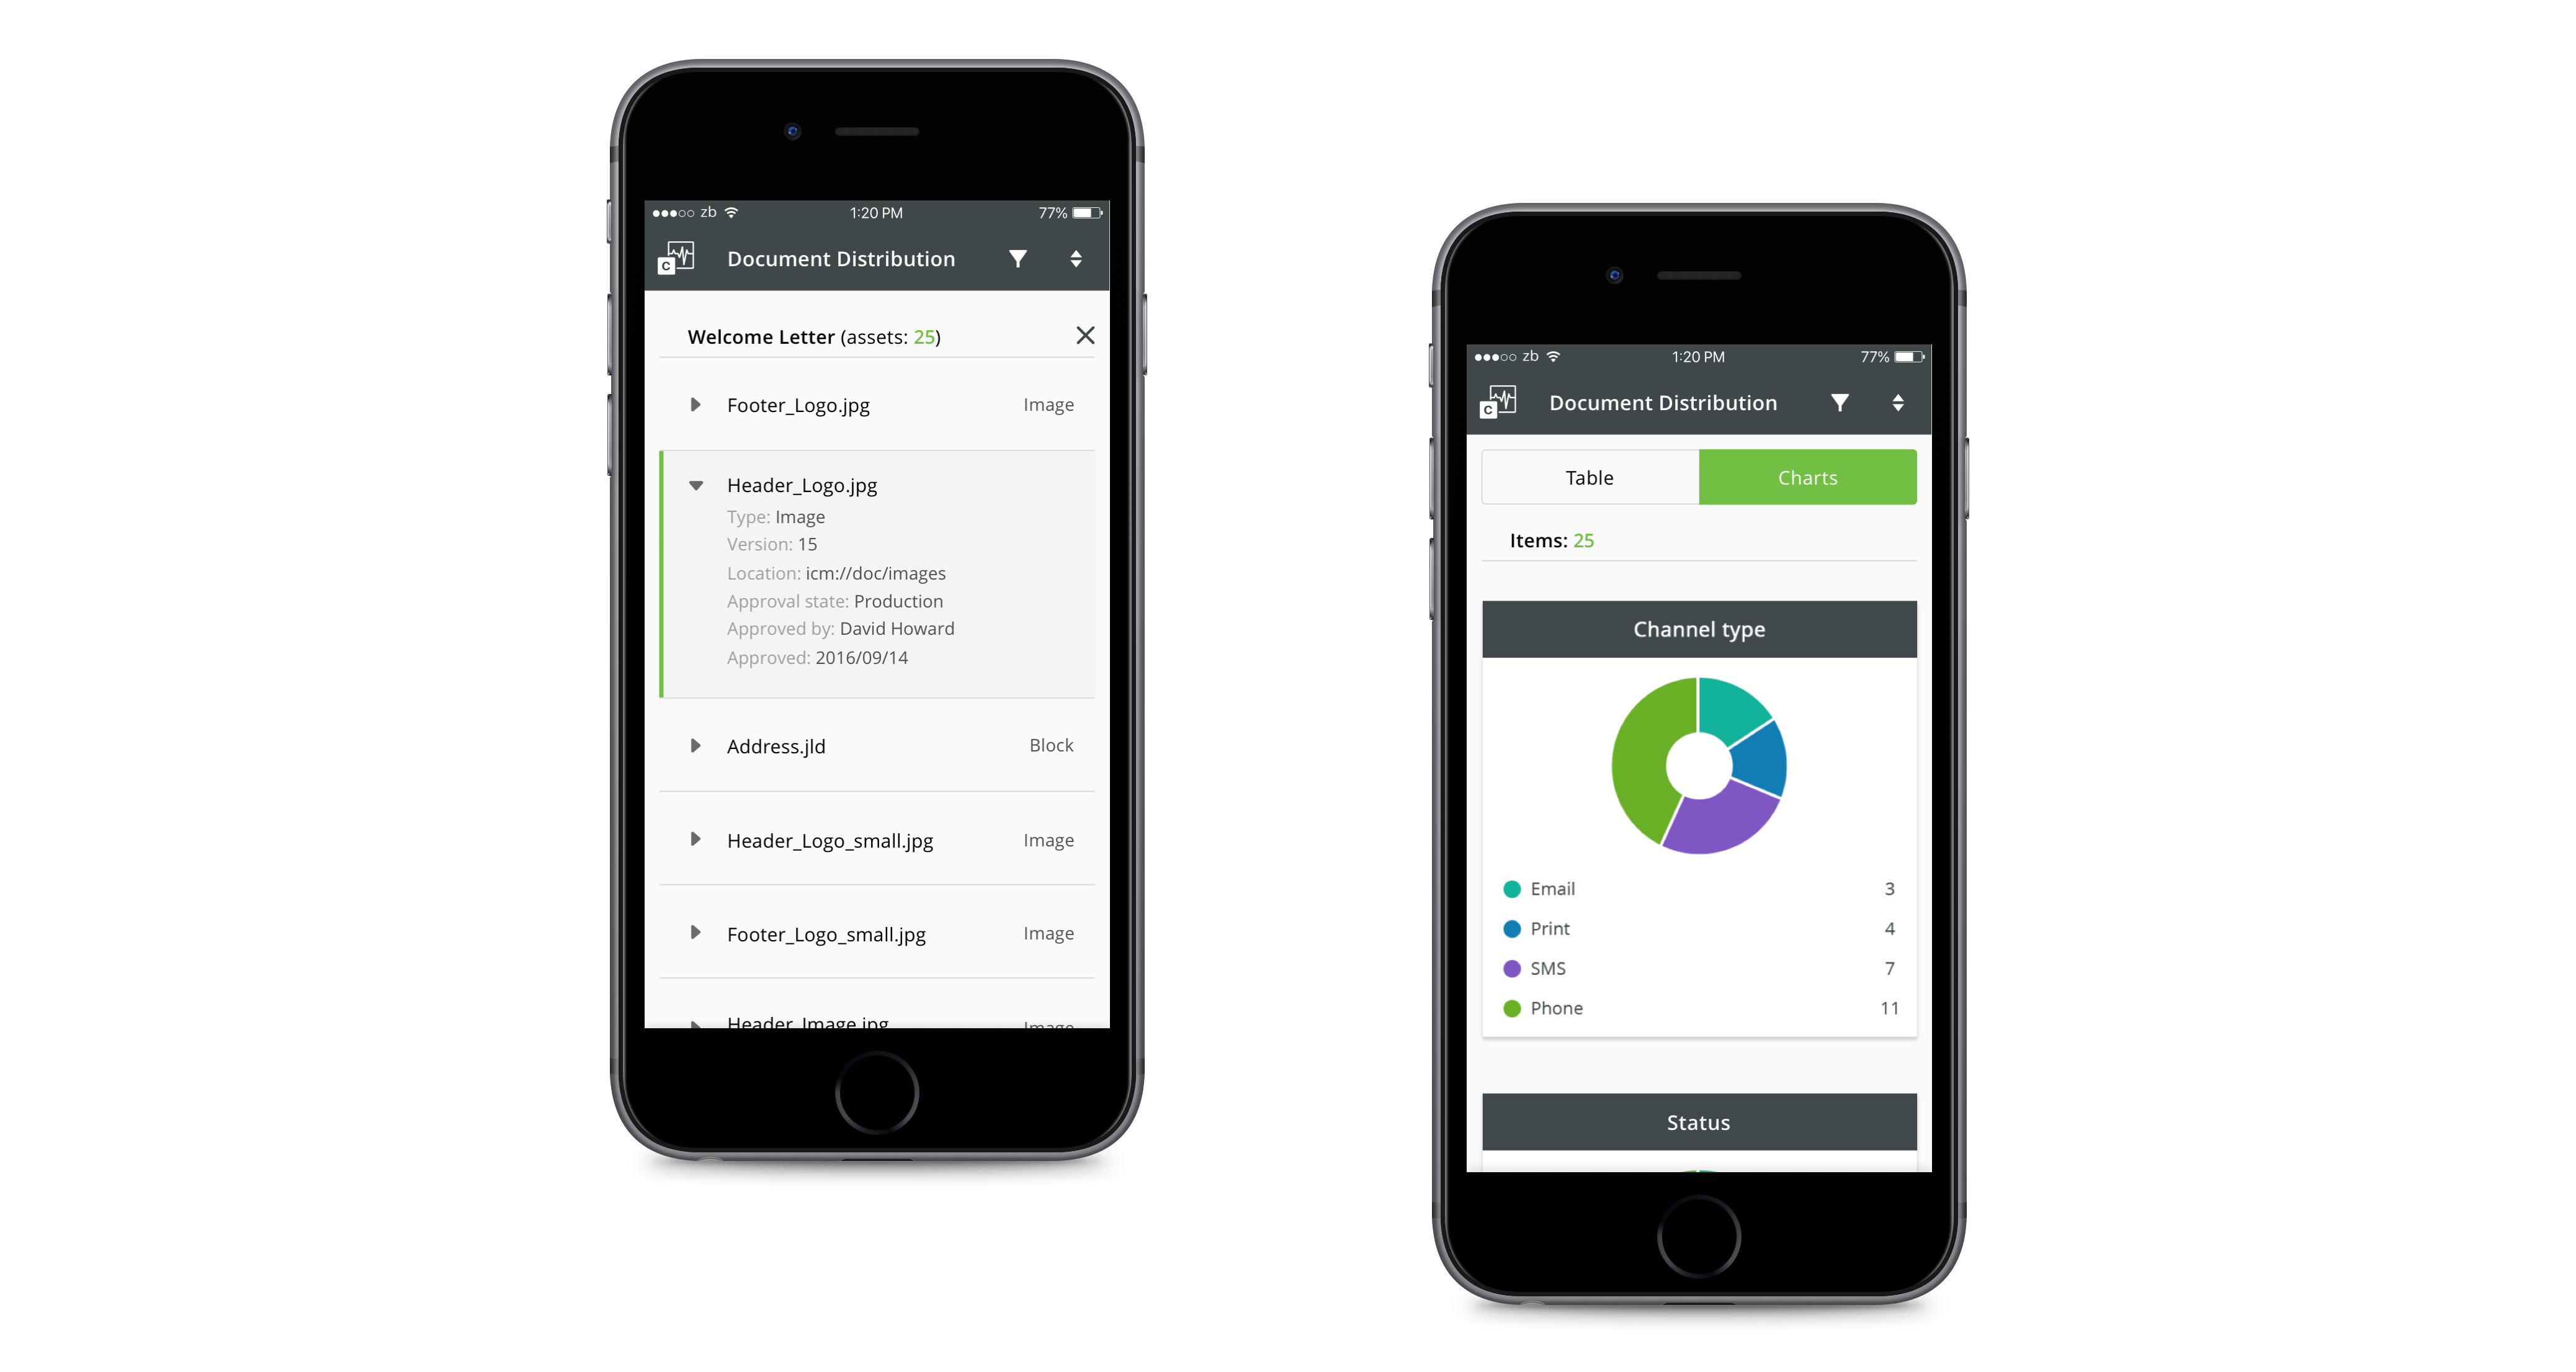 zb 1:20 PM 77%
C Document Distribution
Welcome Letter (assets: 25)
Footer_Logo.jpg Image
Header_Logo.jpg
Type: Image
Version: 15
Location: icm://doc/images
Approval state: Production
Approved by: David Howard
Approved: 2016/09/14
Address.jld Block
Header_Logo_small.jpg Image
Footer_Logo_small.jpg Image
Header_Image.jpg Image
zb 1:20 PM 77%
C Document Distribution
Table Charts
Items: 25
Channel type
Email 3
Print 4
SMS 7
Phone 11
Status